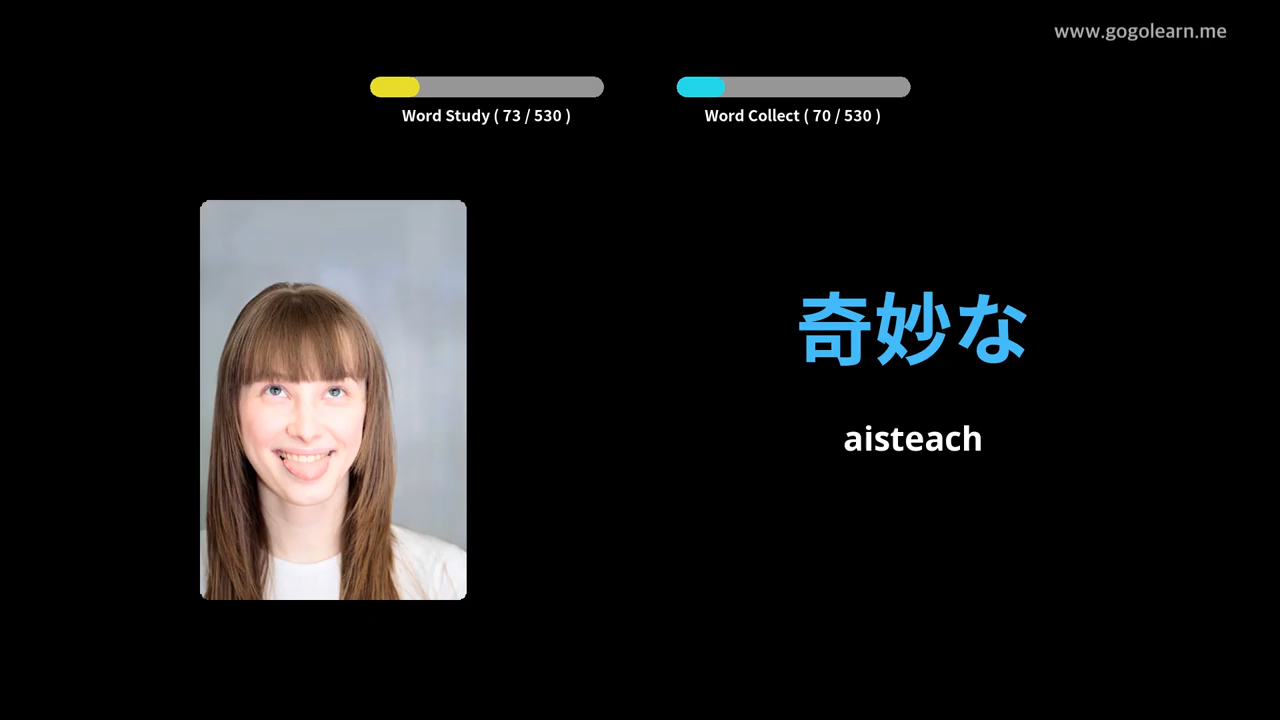 www.gogolearn.me
Word Study ( 73 / 530 )
Word Collect ( 70 / 530 )
奇妙な
aisteach